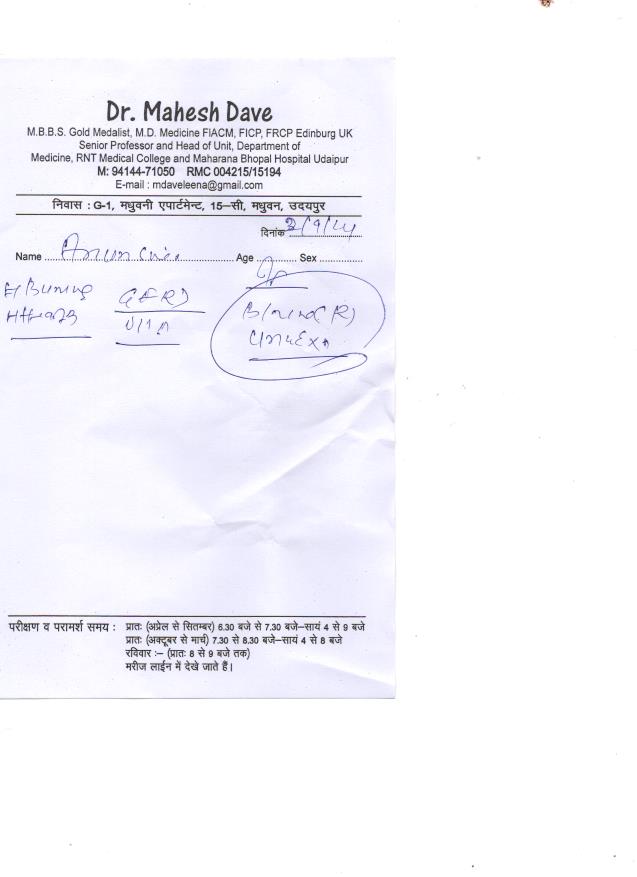 Dr. Mahesh Dave
M.B.B.S. Gold Medalist, M.D. Medicine FIACM, FICP, FRCP Edinburg UK
Senior Professor and Head of Unit, Department of
Medicine, RNT Medical College and Maharana Bhopal Hospital Udaipur
M: 94144-71050 RMC 004215/15194
E-mail : mdaveleena@gmail.com
निवास : G-1, मधुवनी एपार्टमेन्ट, 15–सी, मधुवन, उदयपुर
दिनांक
Name Age Sex
Burning GERD
परीक्षण व परामर्श समय : प्रातः (अप्रेल से सितम्बर) 6.30 बजे से 7.30 बजे–सायं 4 से 9 बजे
प्रातः (अक्टूबर से मार्च) 7.30 से 8.30 बजे–सायं 4 से 8 बजे
रविवार :– (प्रातः 8 से 9 बजे तक)
मरीज लाईन में देखे जाते हैं।